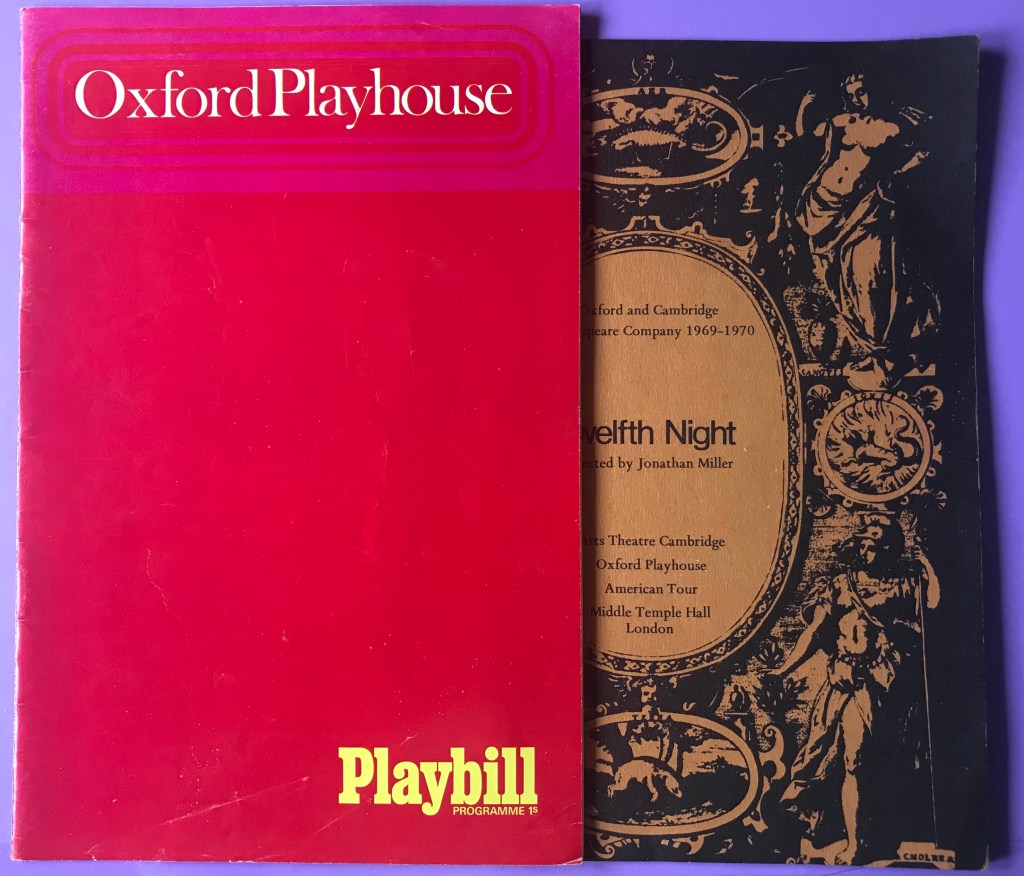 Oxford Playhouse
Playbill
PROGRAMME 1s
xford and Cambridge
peare Company 1969–1970
welfth Night
ected by Jonathan Miller
rts Theatre Cambridge
Oxford Playhouse
American Tour
Middle Temple Hall
London
CHOLERA